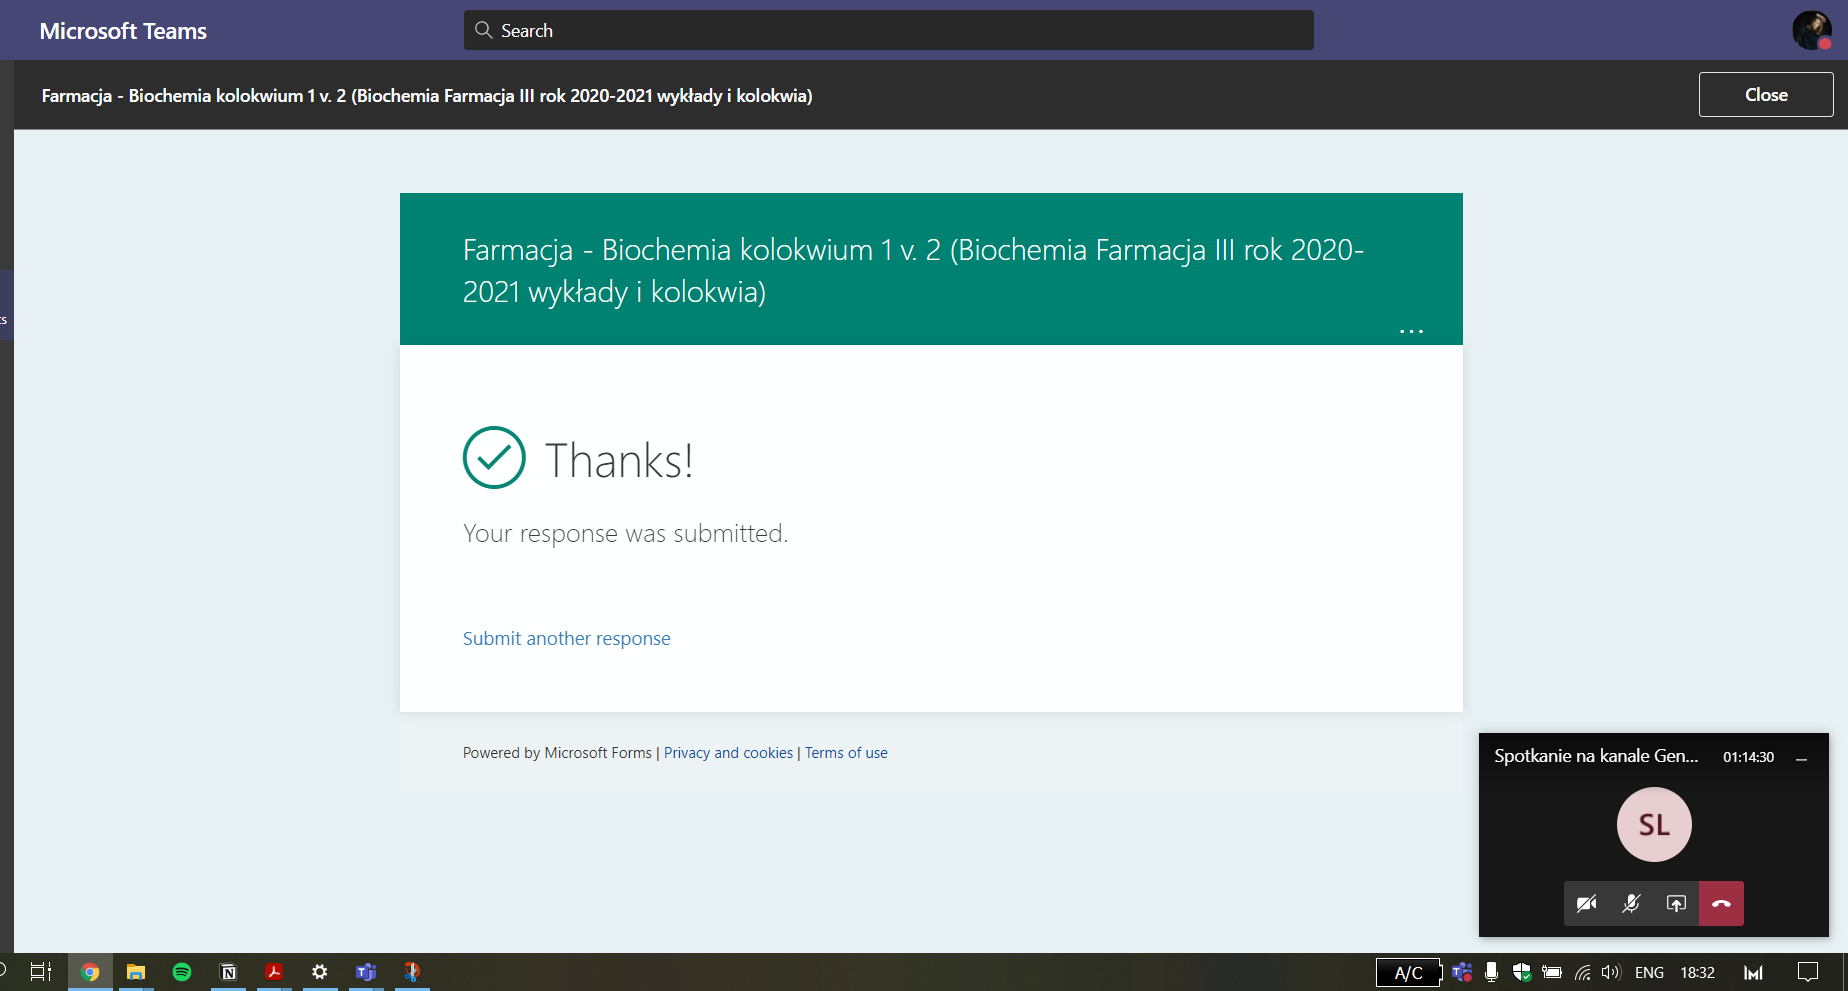 Microsoft Teams
Search
Farmacja - Biochemia kolokwium 1 v. 2 (Biochemia Farmacja III rok 2020-2021 wykłady i kolokwia)
Close
Farmacja - Biochemia kolokwium 1 v. 2 (Biochemia Farmacja III rok 2020-
2021 wykłady i kolokwia)
...
Thanks!
Your response was submitted.
Submit another response
Powered by Microsoft Forms | Privacy and cookies | Terms of use
Spotkanie na kanale Gen... 01:14:30
SL
A/C ENG 18:32